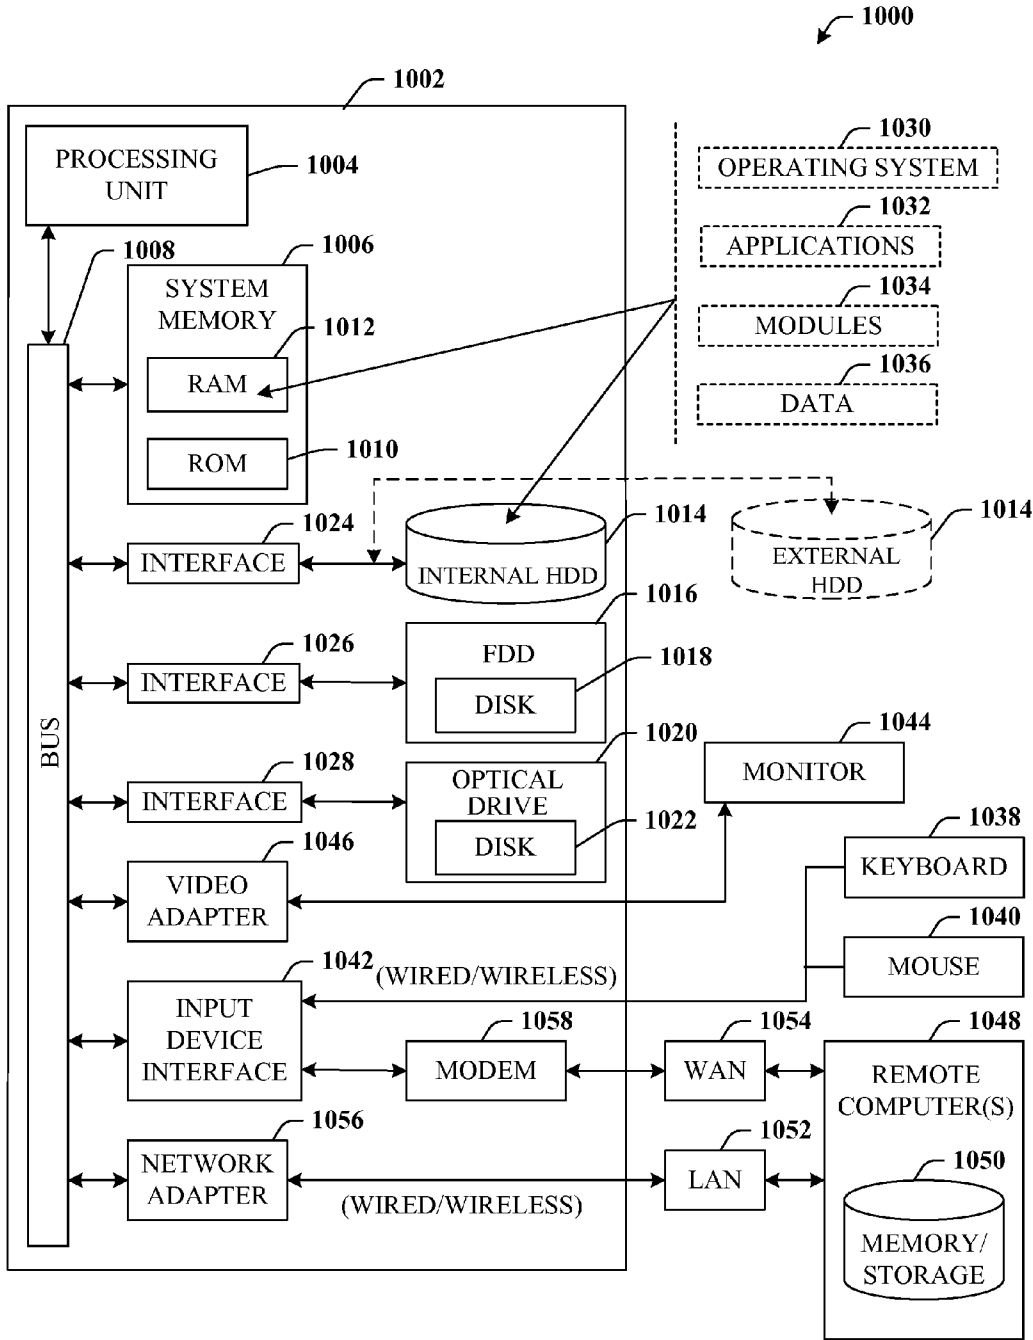 1000
1002
PROCESSING
UNIT
1004
1030
OPERATING SYSTEM
1032
APPLICATIONS
1034
MODULES
1036
DATA
1008
1006
SYSTEM
MEMORY
1012
RAM
1010
ROM
1024
INTERFACE
1014
INTERNAL HDD
1014
EXTERNAL
HDD
1016
FDD
1026
INTERFACE
1018
DISK
BUS
1020
OPTICAL
DRIVE
1028
INTERFACE
1022
DISK
1044
MONITOR
1046
VIDEO
ADAPTER
1038
KEYBOARD
1040
MOUSE
1042
(WIRED/WIRELESS)
INPUT
DEVICE
INTERFACE
1058
MODEM
1054
WAN
1048
REMOTE
COMPUTER(S)
1056
NETWORK
ADAPTER
(WIRED/WIRELESS)
1052
LAN
1050
MEMORY/
STORAGE